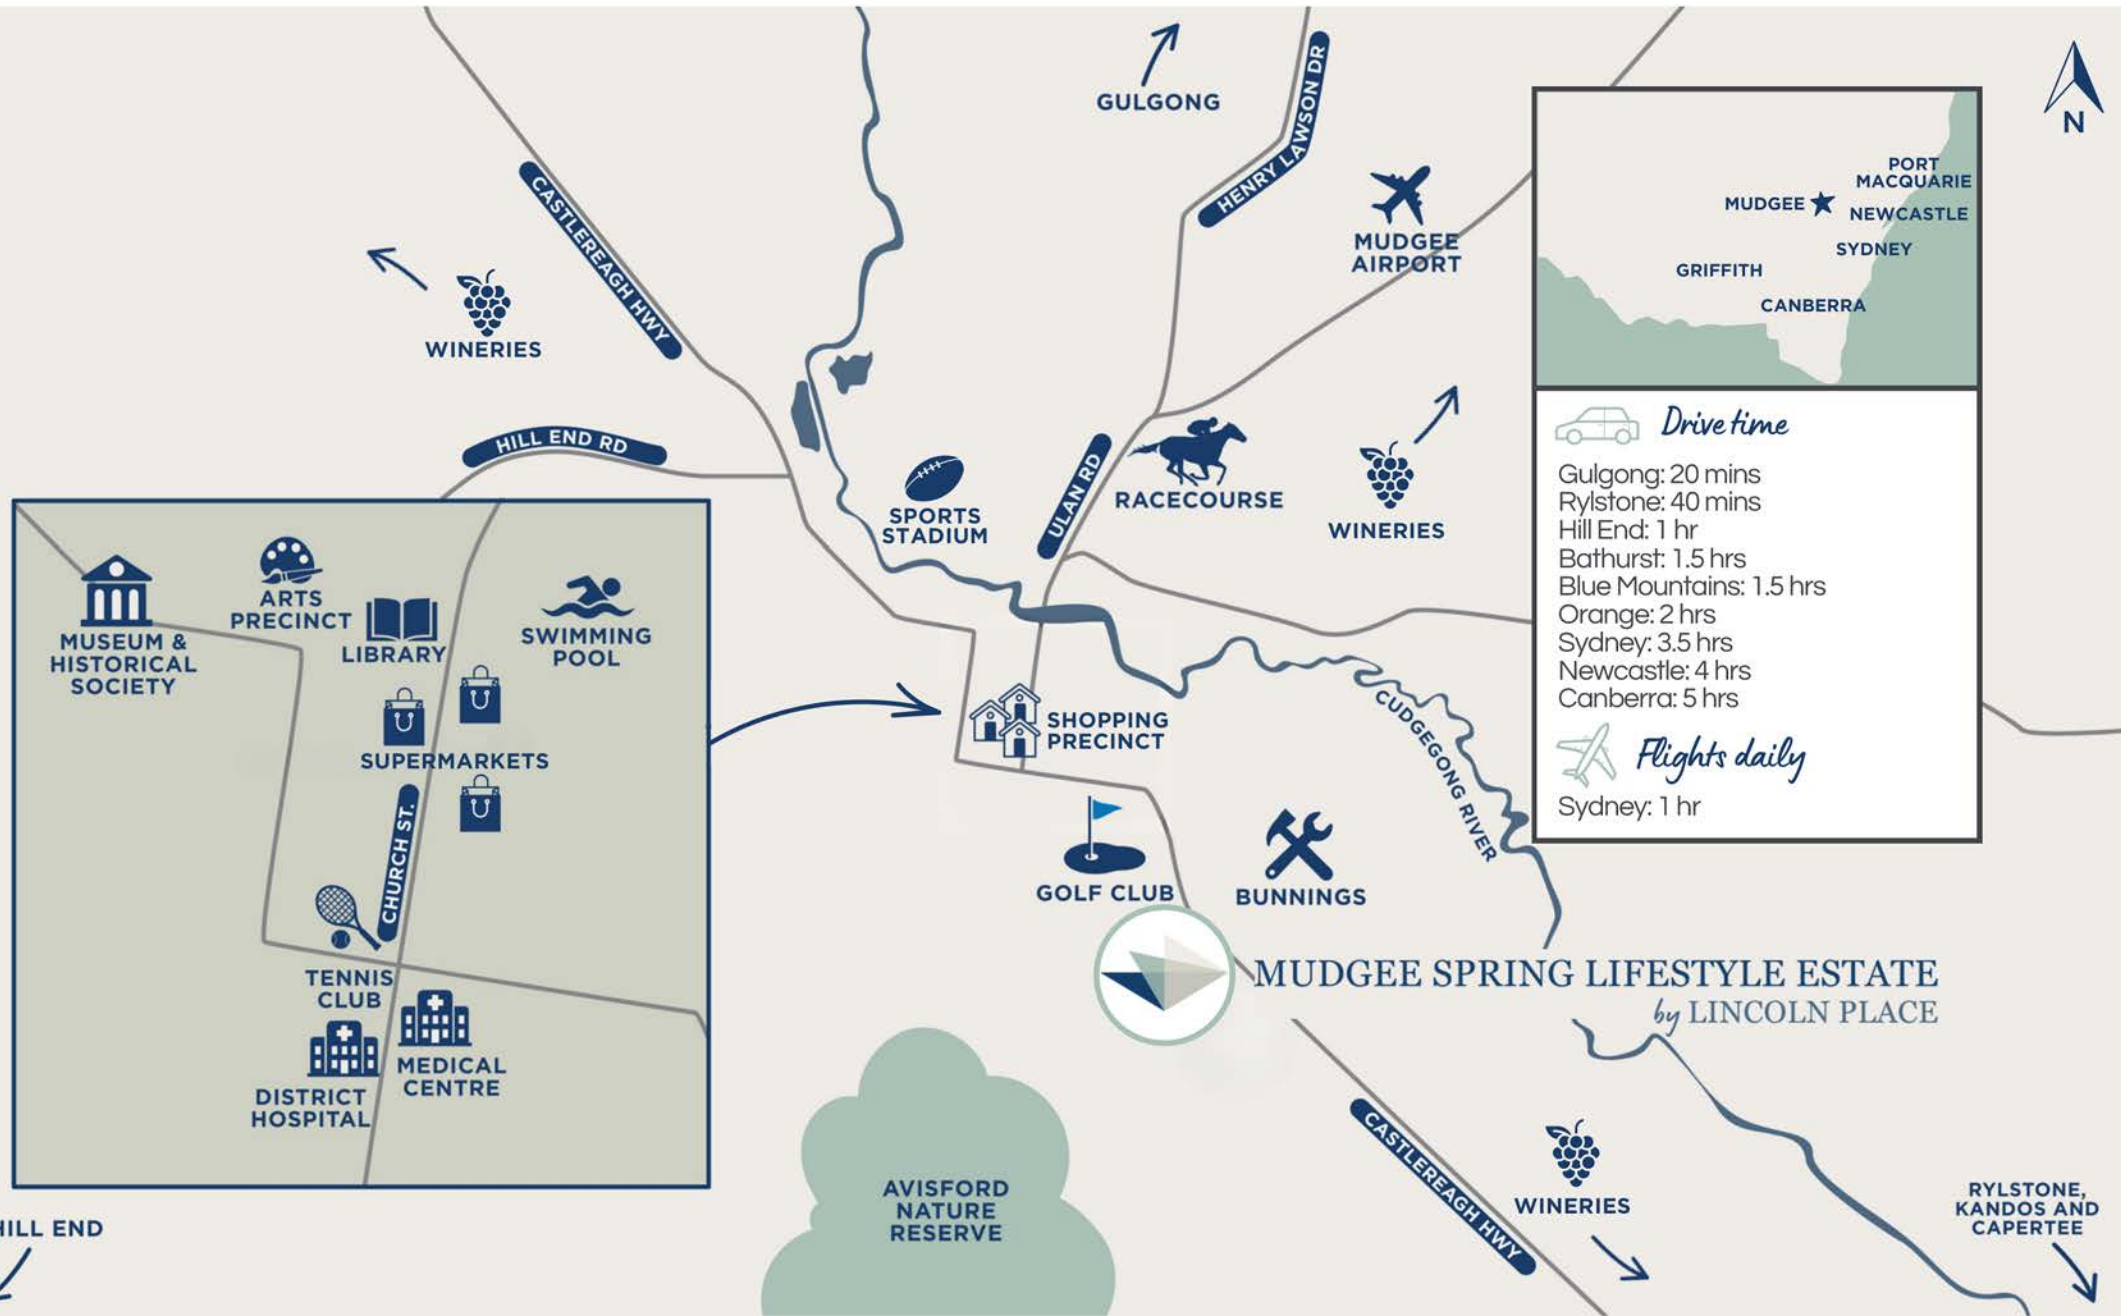 GULGONG
HENRY LAWSON DR
N
CASTLEREAGH HWY
MUDGEE
AIRPORT
WINERIES
HILL END RD
SPORTS
STADIUM
ULAN RD
RACECOURSE
WINERIES
PORT
MACQUARIE
MUDGEE
NEWCASTLE
SYDNEY
GRIFFITH
CANBERRA
Drive time
Gulgong: 20 mins
Rylstone: 40 mins
Hill End: 1 hr
Bathurst: 1.5 hrs
Blue Mountains: 1.5 hrs
Orange: 2 hrs
Sydney: 3.5 hrs
Newcastle: 4 hrs
Canberra: 5 hrs
Flights daily
Sydney: 1 hr
MUSEUM &
HISTORICAL
SOCIETY
ARTS
PRECINCT
LIBRARY
SWIMMING
POOL
SUPERMARKETS
CHURCH ST.
TENNIS
CLUB
MEDICAL
CENTRE
DISTRICT
HOSPITAL
SHOPPING
PRECINCT
CUDGEGONG RIVER
GOLF CLUB
BUNNINGS
MUDGEE SPRING LIFESTYLE ESTATE
by LINCOLN PLACE
AVISFORD
NATURE
RESERVE
CASTLEREAGH HWY
WINERIES
RYLSTONE,
KANDOS AND
CAPERTEE
HILL END